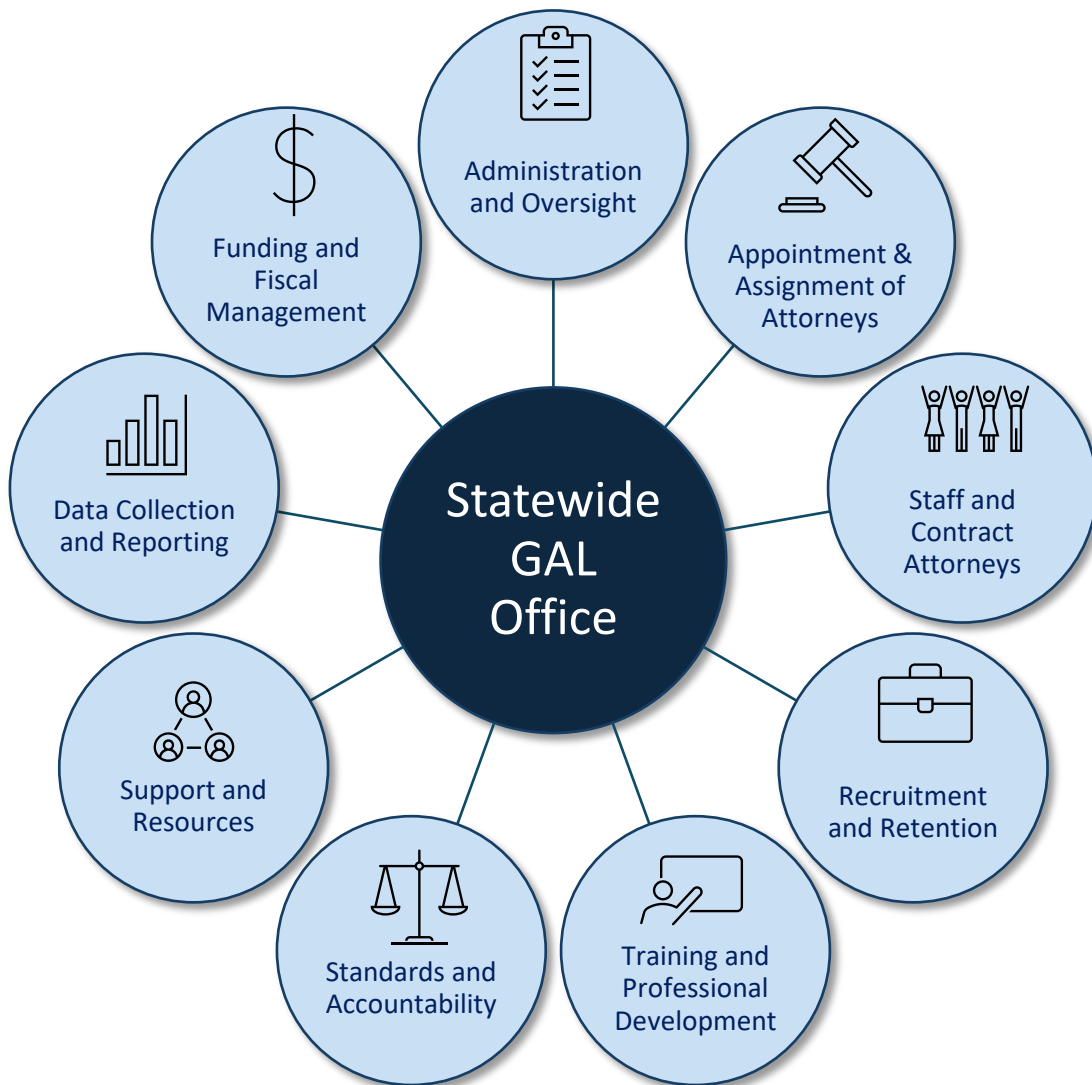 Administration
and Oversight
Appointment &
Assignment of
Attorneys
Staff and
Contract
Attorneys
Recruitment
and Retention
Training and
Professional
Development
Standards and
Accountability
Support and
Resources
Data Collection
and Reporting
Funding and
Fiscal
Management
Statewide
GAL
Office